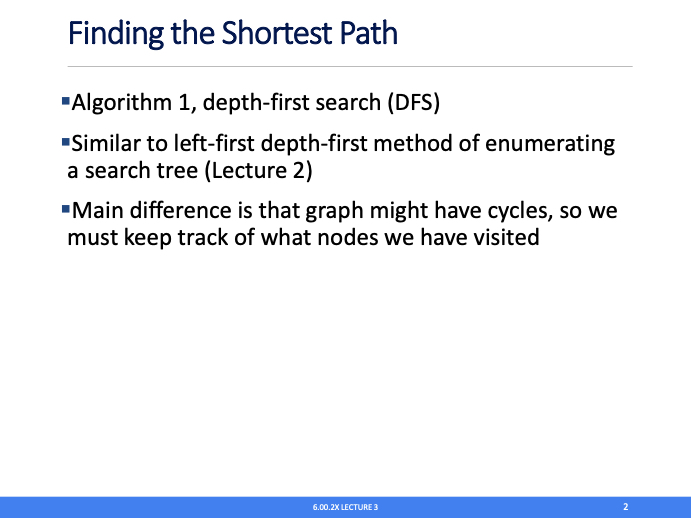 Finding the Shortest Path
▪Algorithm 1, depth-first search (DFS)
▪Similar to left-first depth-first method of enumerating
a search tree (Lecture 2)
▪Main difference is that graph might have cycles, so we
must keep track of what nodes we have visited
6.00.2X LECTURE 3
2